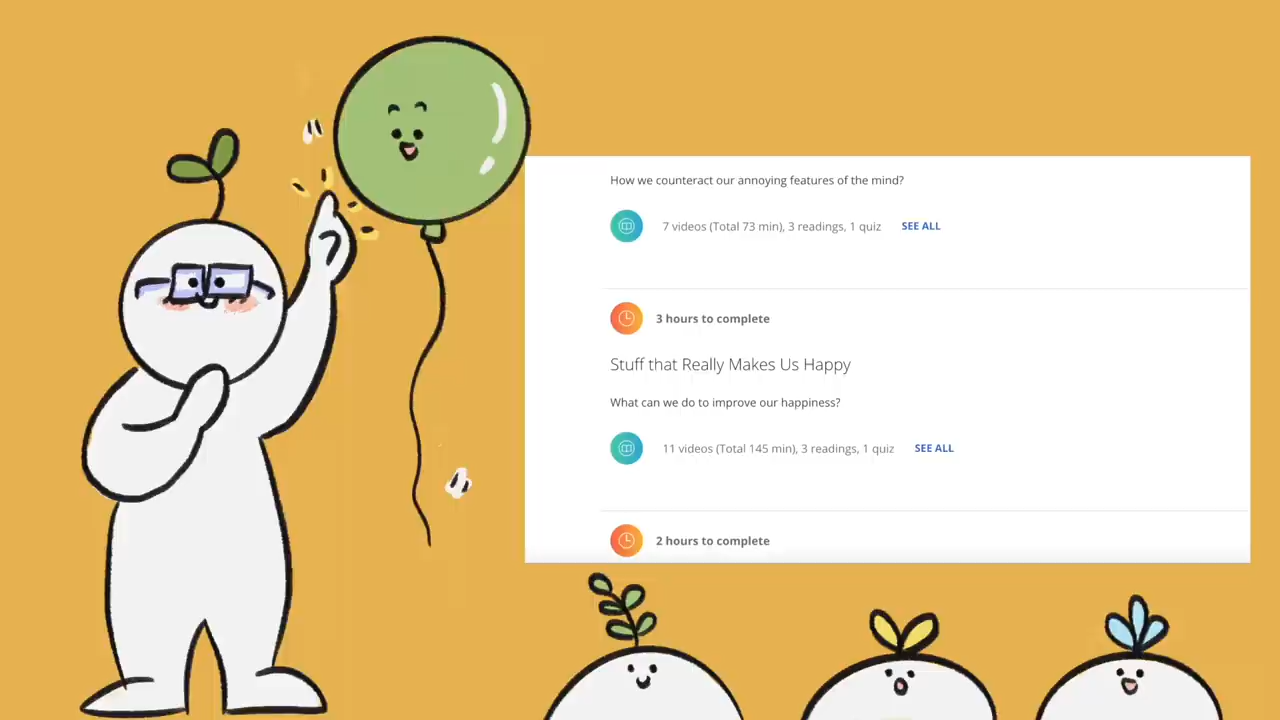 How we counteract our annoying features of the mind?
7 videos (Total 73 min), 3 readings, 1 quiz SEE ALL
3 hours to complete
Stuff that Really Makes Us Happy
What can we do to improve our happiness?
11 videos (Total 145 min), 3 readings, 1 quiz SEE ALL
2 hours to complete